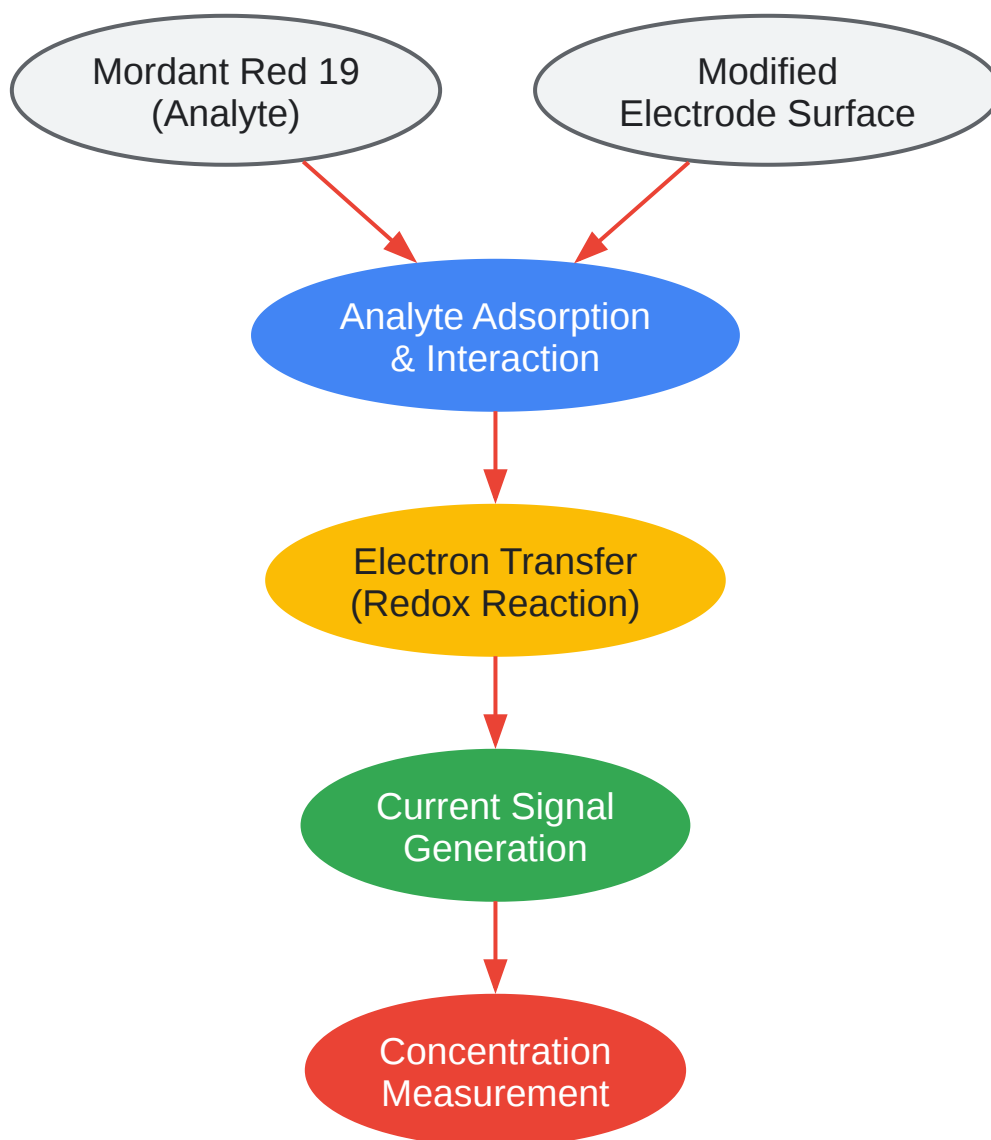 Mordant Red 19
(Analyte)
Modified
Electrode Surface
Analyte Adsorption
& Interaction
Electron Transfer
(Redox Reaction)
Current Signal
Generation
Concentration
Measurement